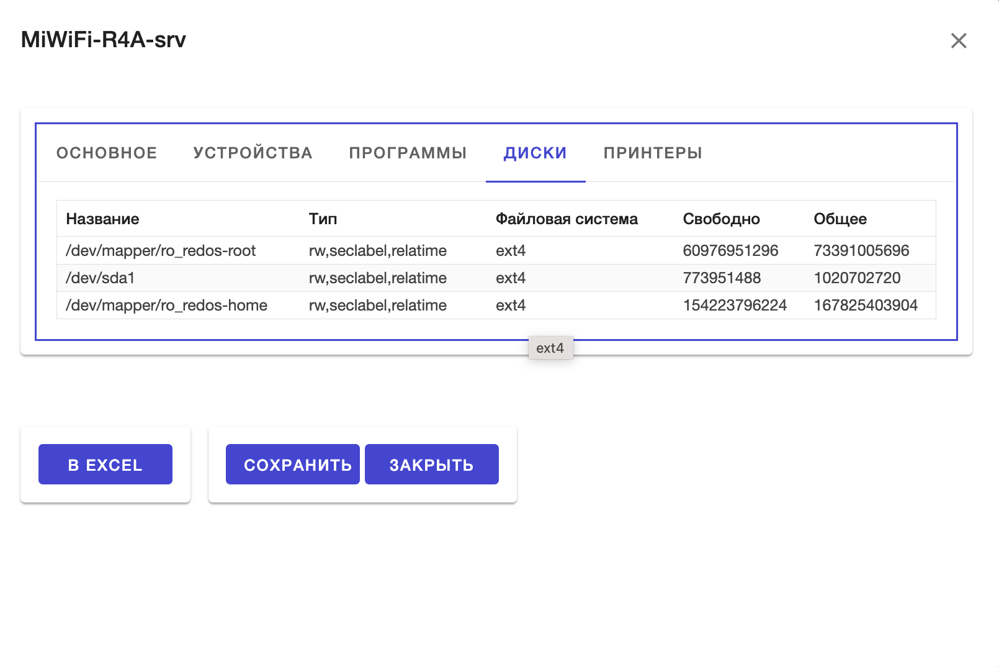 MiWiFi-R4A-srv
ОСНОВНОЕ УСТРОЙСТВА ПРОГРАММЫ ДИСКИ ПРИНТЕРЫ
Название Тип Файловая система Свободно Общее
/dev/mapper/ro_redos-root rw,seclabel,relatime ext4 60976951296 73391005696
/dev/sda1 rw,seclabel,relatime ext4 773951488 1020702720
/dev/mapper/ro_redos-home rw,seclabel,relatime ext4 154223796224 167825403904
ext4
В EXCEL СОХРАНИТЬ ЗАКРЫТЬ